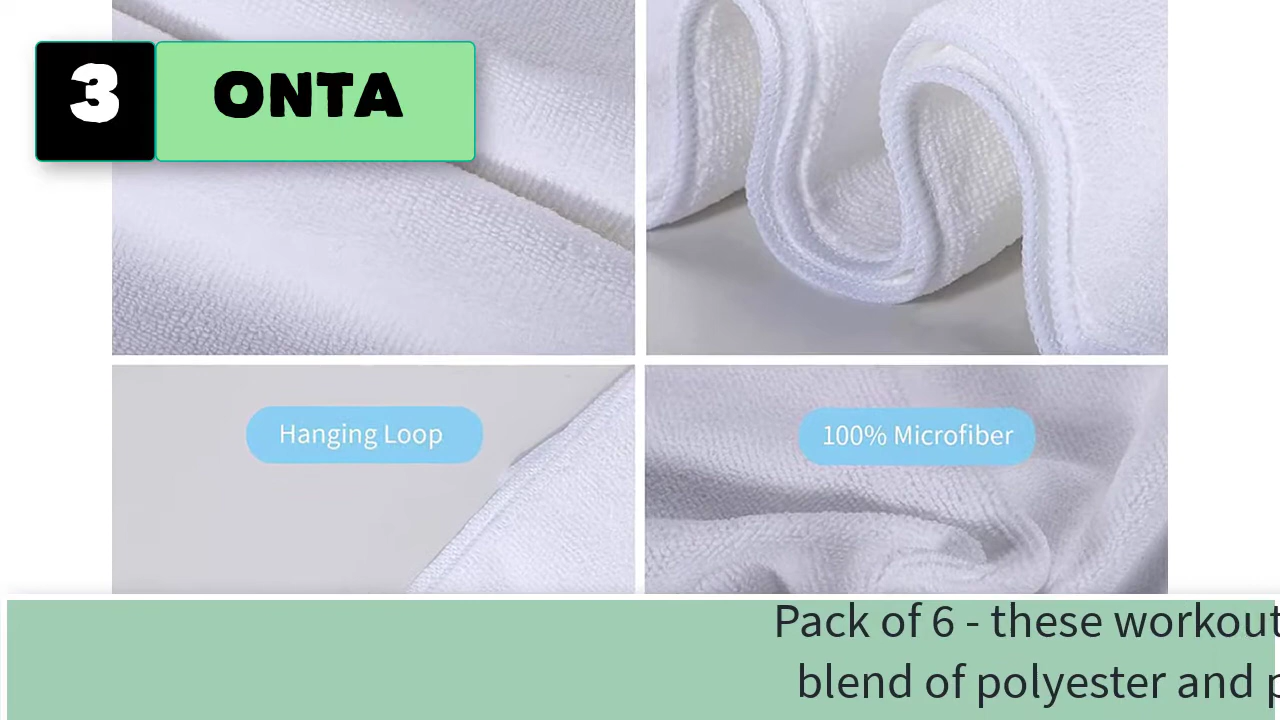 3 ONTA
Hanging Loop
100% Microfiber
Pack of 6 - these workout
blend of polyester and